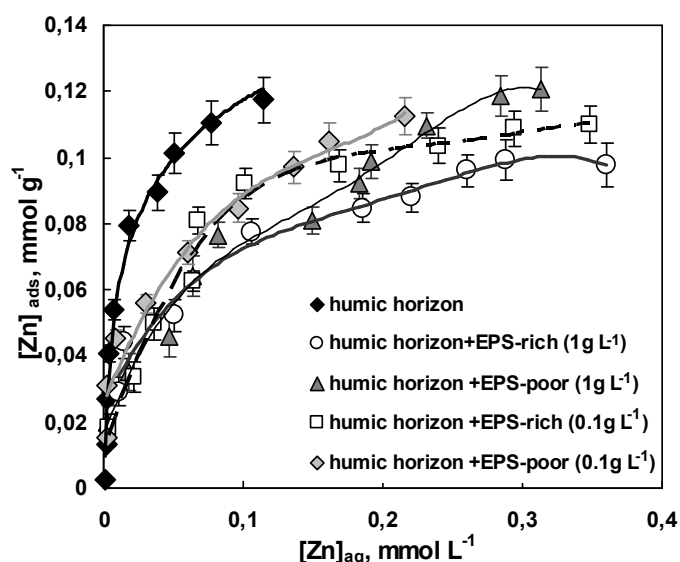 0,14
0,12
0,1
0,08
0,06
0,04
0,02
0
0
0,1
0,2
0,3
0,4
[Zn] ads, mmol g-1
[Zn]aq, mmol L-1
humic horizon
humic horizon+EPS-rich (1g L-1)
humic horizon +EPS-poor (1g L-1)
humic horizon +EPS-rich (0.1g L-1)
humic horizon +EPS-poor (0.1g L-1)